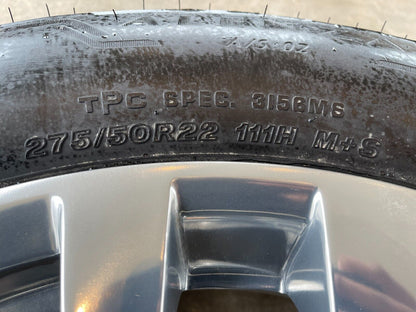 TPC SPEC. 3156MS
275/50R22 111H M+S